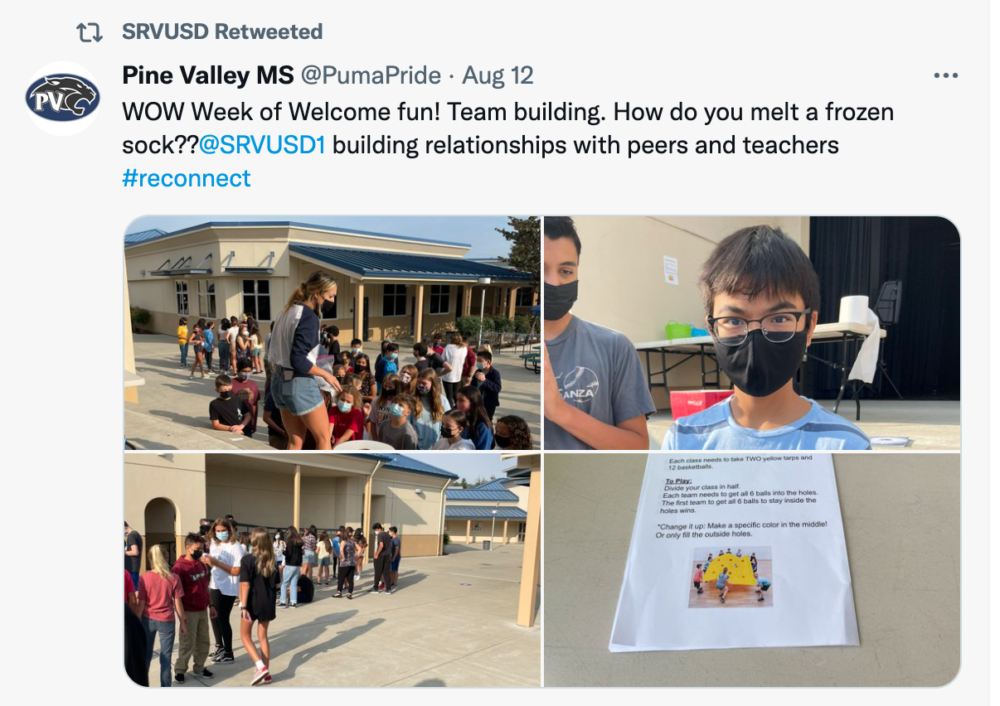 SRVUSD Retweeted
Pine Valley MS @PumaPride · Aug 12
PV
WOW Week of Welcome fun! Team building. How do you melt a frozen
sock??@SRVUSD1 building relationships with peers and teachers
#reconnect
ANZA
Each class needs to take TWO yellow tarps and
12 basketballs.
To Play:
Divide your class in half.
Each team needs to get all 6 balls into the holes.
The first team to get all 6 balls to stay inside the
holes wins.
*Change it up: Make a specific color in the middle!
Or only fill the outside holes.